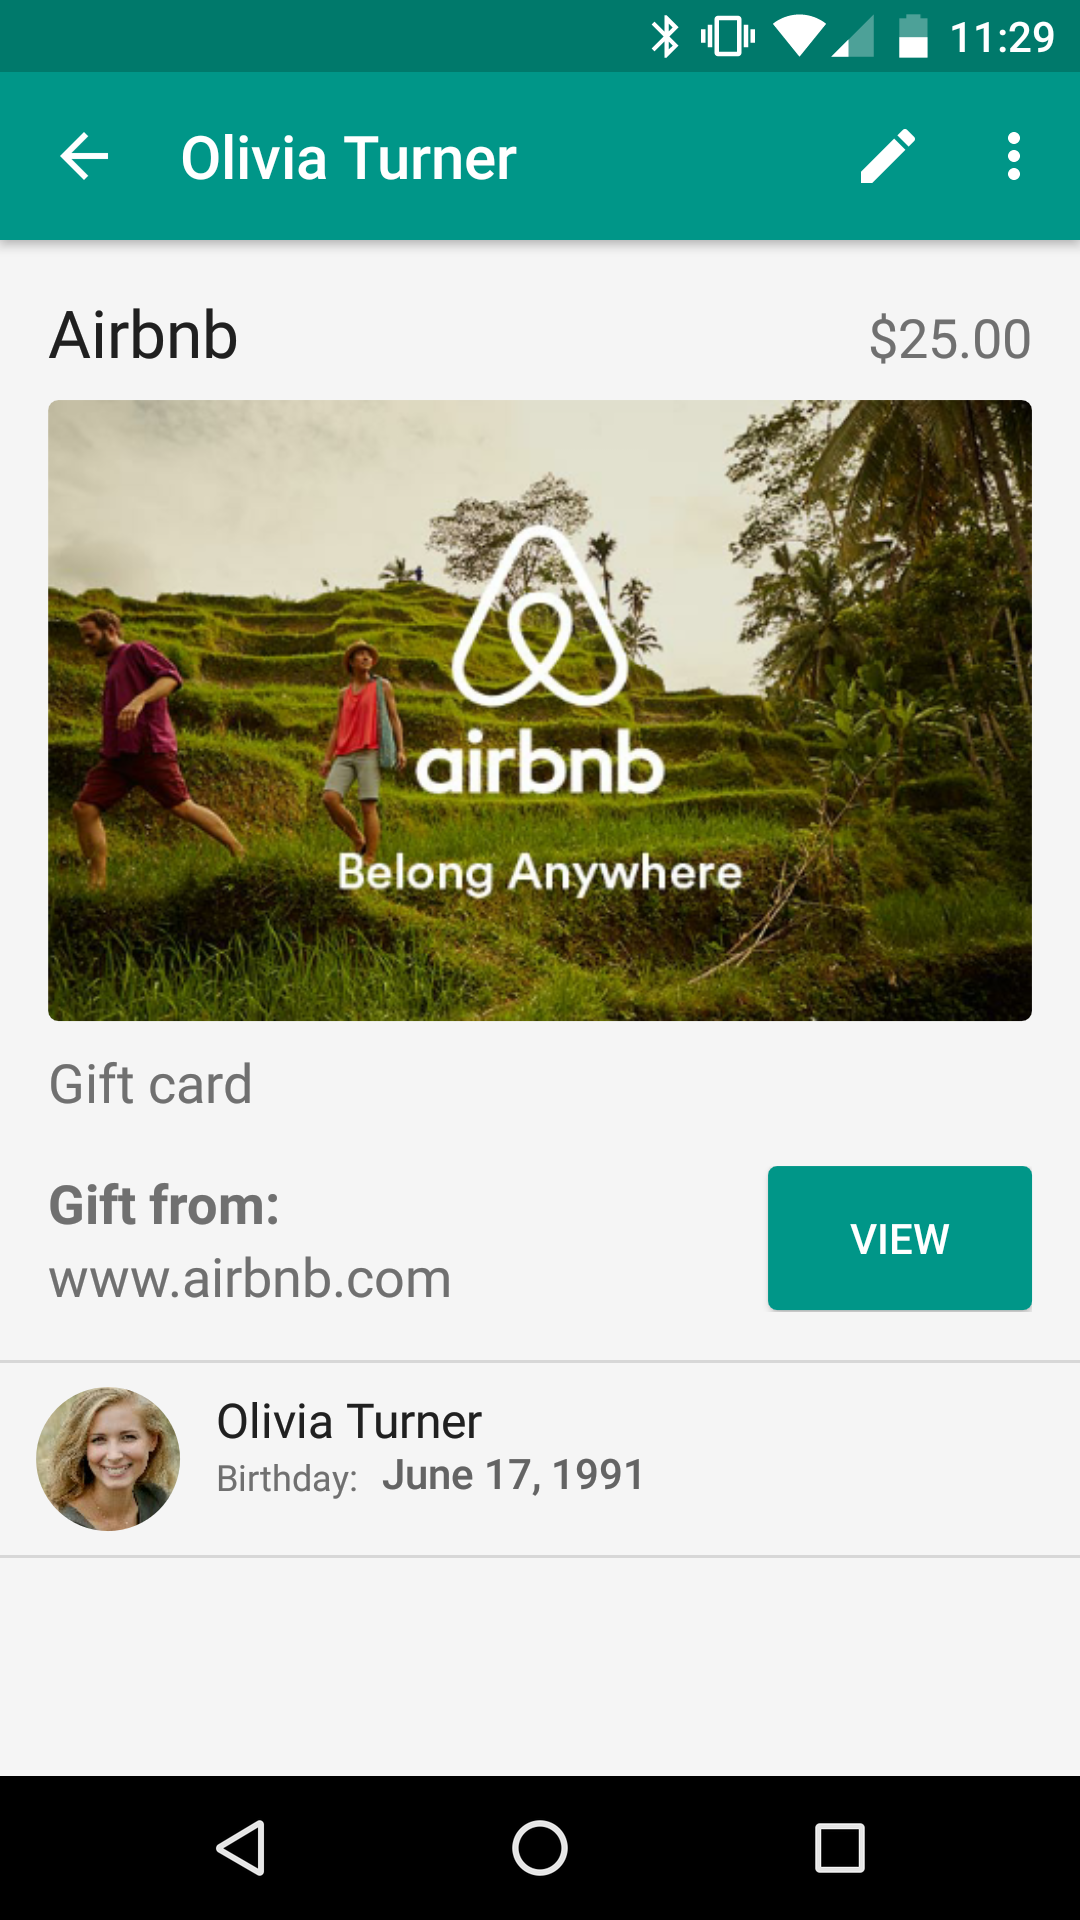 11:29
Olivia Turner
Airbnb
$25.00
airbnb
Belong Anywhere
Gift card
Gift from:
www.airbnb.com
VIEW
Olivia Turner
Birthday: June 17, 1991